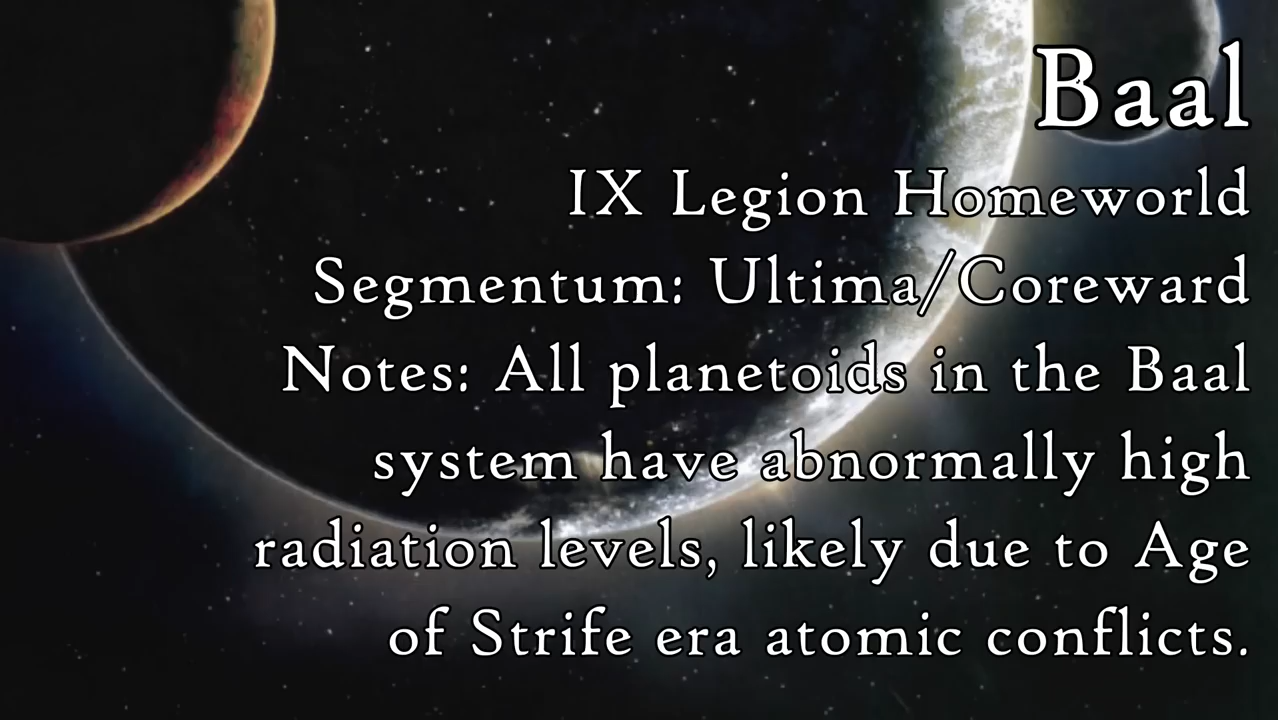 Baal
IX Legion Homeworld
Segmentum: Ultima/Coreward
Notes: All planetoids in the Baal
system have abnormally high
radiation levels, likely due to Age
of Strife era atomic conflicts.